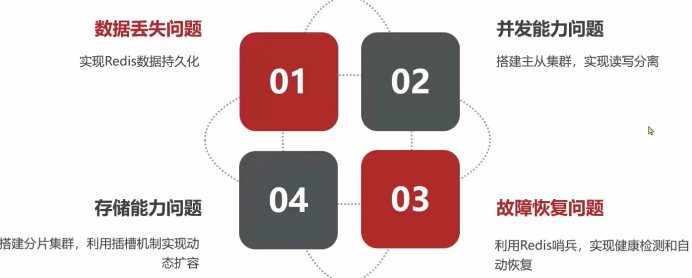 数据丢失问题
实现Redis数据持久化
01
02
并发能力问题
搭建主从集群，实现读写分离
存储能力问题
搭建分片集群，利用插槽机制实现动
态扩容
04
03
故障恢复问题
利用Redis哨兵，实现健康检测和自
动恢复